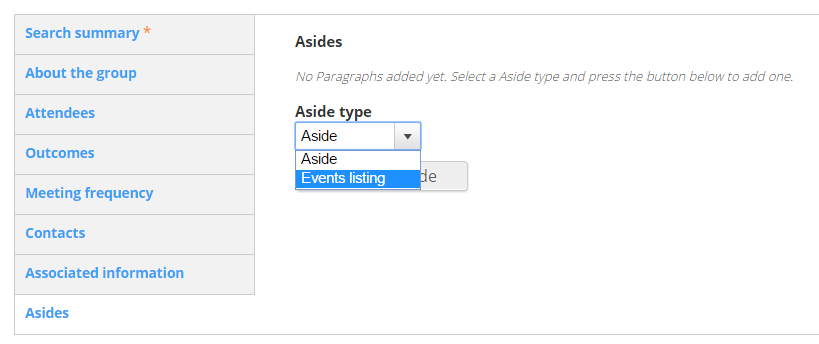 Search summary *
About the group
Attendees
Outcomes
Meeting frequency
Contacts
Associated information
Asides
Asides
No Paragraphs added yet. Select a Aside type and press the button below to add one.
Aside type
Aside
Aside
Events listing
de